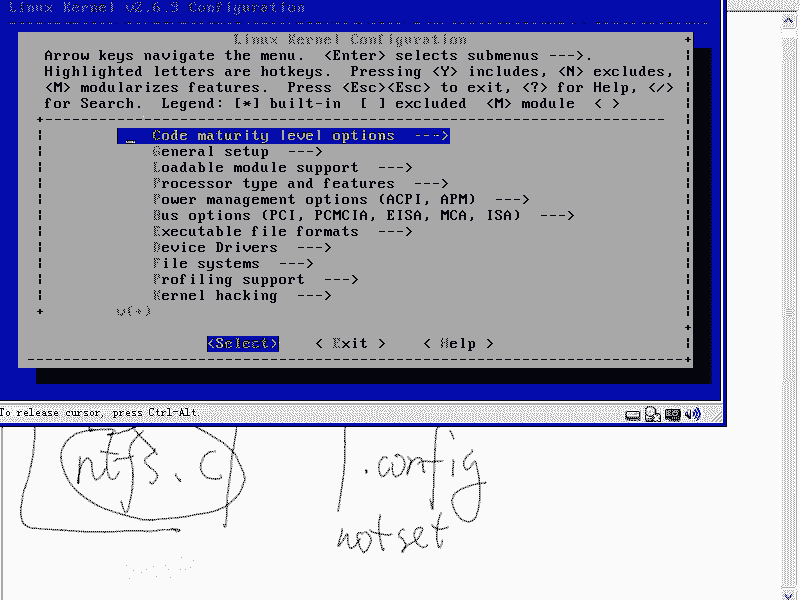 Linux Kernel v2.6.9 Configuration
Linux Kernel Configuration
Arrow keys navigate the menu. <Enter> selects submenus --->.
Highlighted letters are hotkeys. Pressing <Y> includes, <N> excludes,
<M> modularizes features. Press <Esc><Esc> to exit, <?> for Help, </>
for Search. Legend: [*] built-in [ ] excluded <M> module < >
Code maturity level options --->
General setup --->
Loadable module support --->
Processor type and features --->
Power management options (ACPI, APM) --->
Bus options (PCI, PCMCIA, EISA, MCA, ISA) --->
Executable file formats --->
Device Drivers --->
File systems --->
Profiling support --->
Kernel hacking --->
v(+)
<Select> < Exit > < Help >
To release cursor, press Ctrl-Alt.
ntfs.c .config
not set